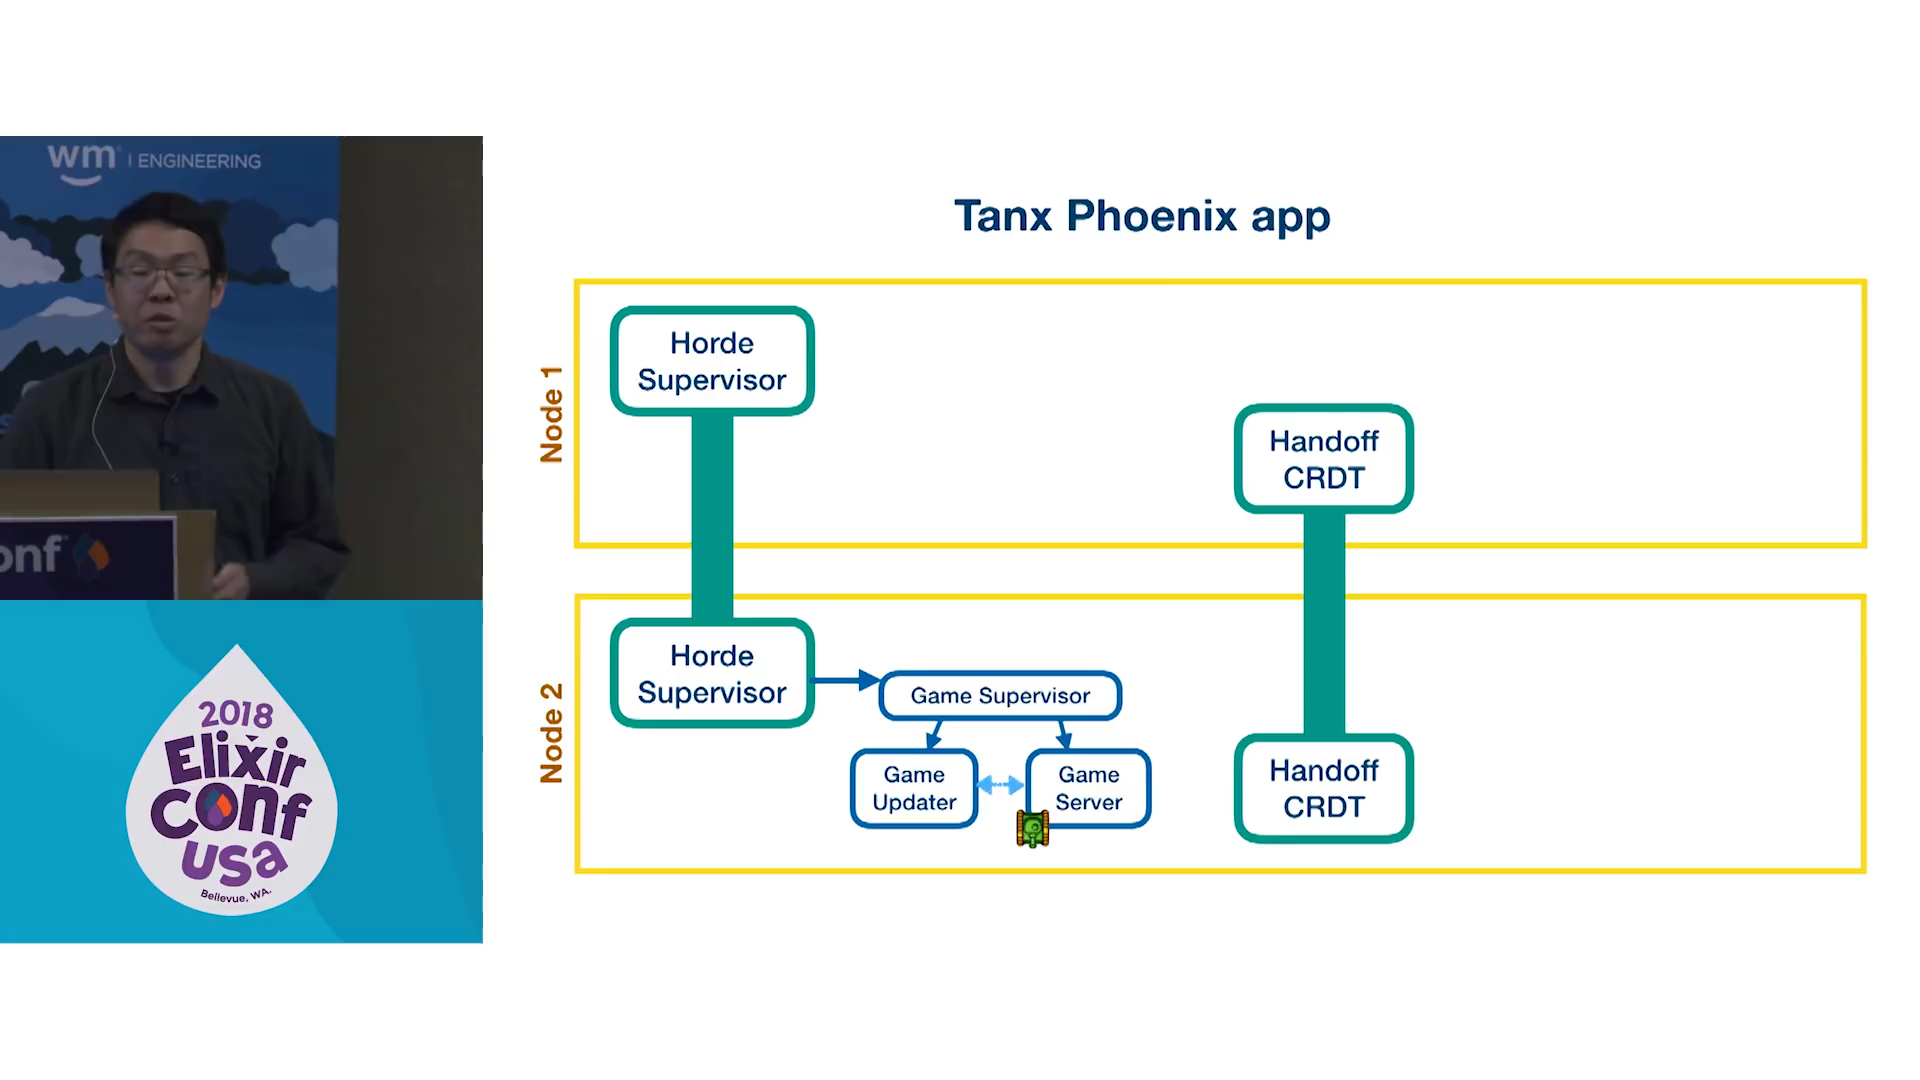 wm | ENGINEERING
onf
2018
Elixir
Conf
USA
Bellevue, WA.
Tanx Phoenix app
Node 1
Horde
Supervisor
Handoff
CRDT
Node 2
Horde
Supervisor
Game Supervisor
Game
Updater
Game
Server
Handoff
CRDT